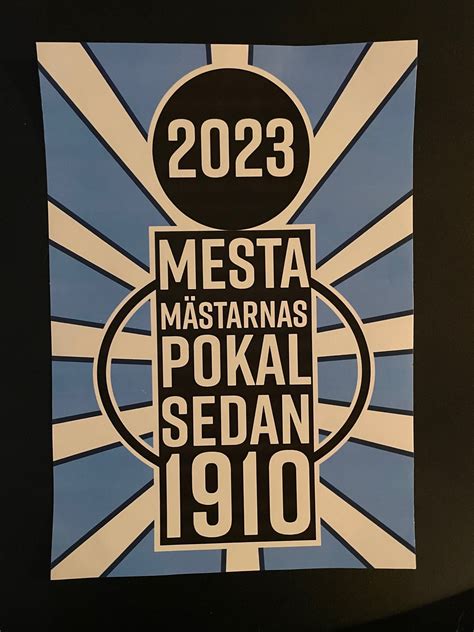 2023
MESTA
MÄSTARNAS
POKAL
SEDAN
1910